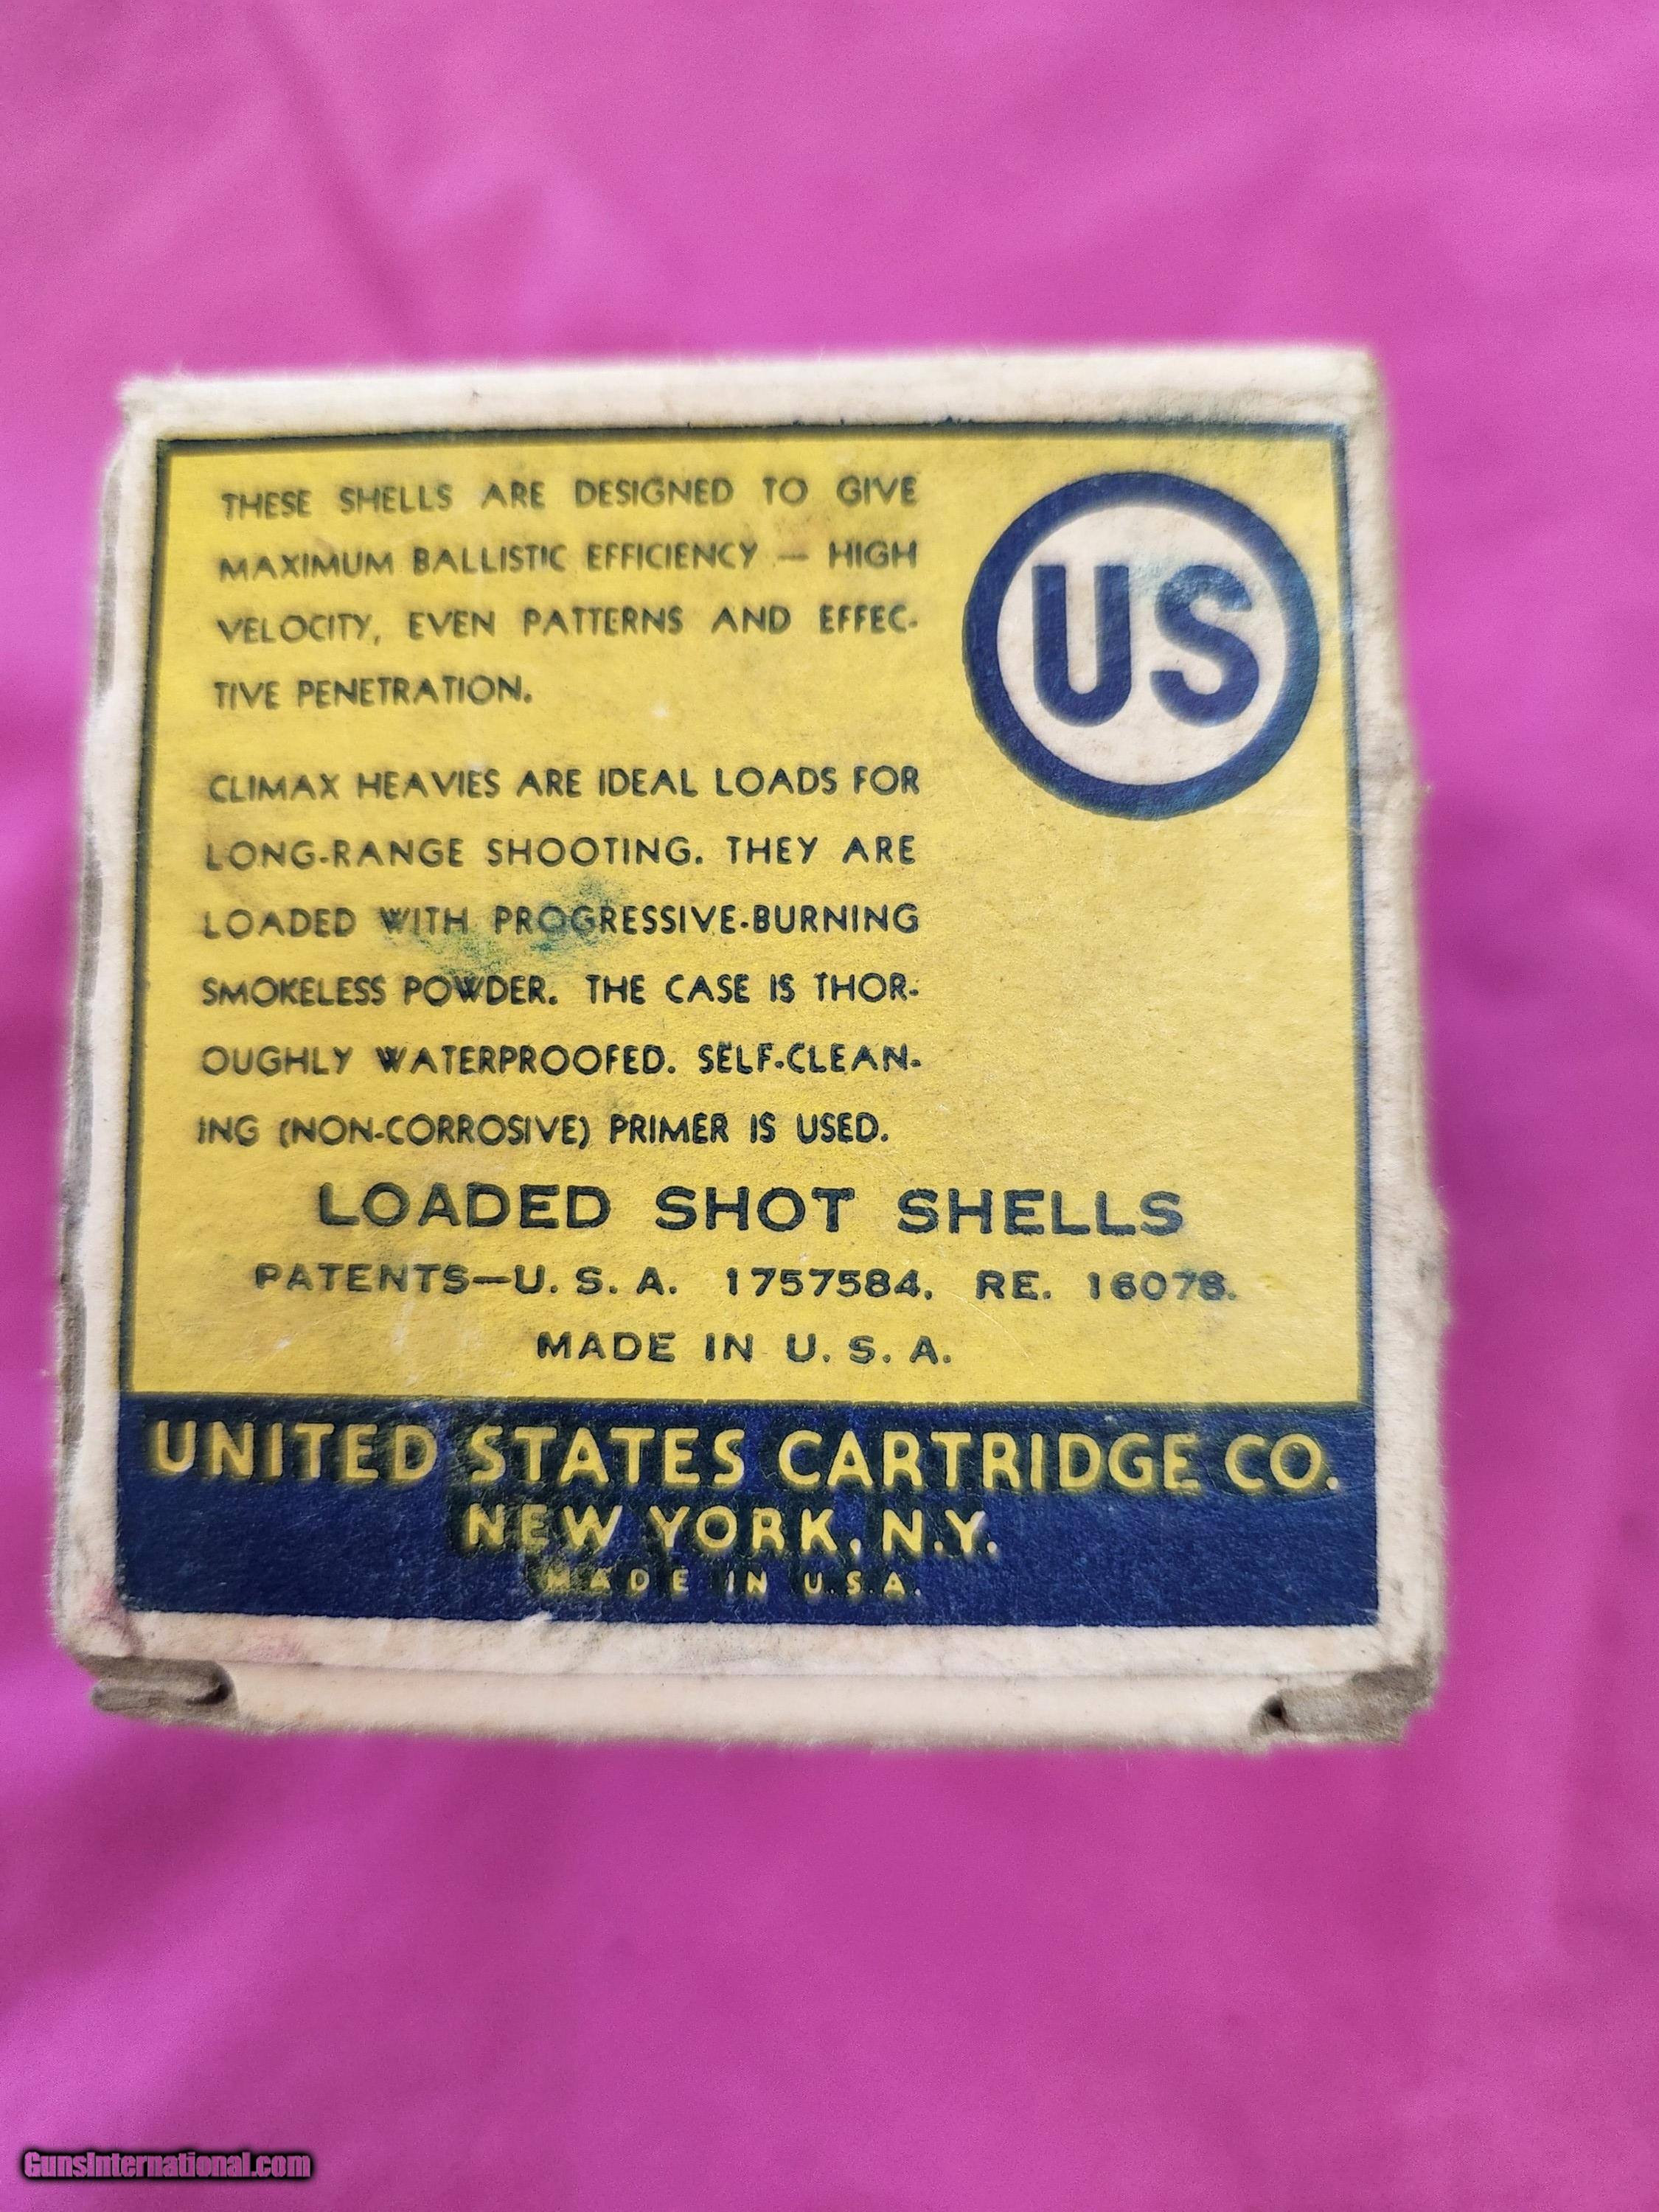 THESE SHELLS ARE DESIGNED TO GIVE
MAXIMUM BALLISTIC EFFICIENCY — HIGH
VELOCITY, EVEN PATTERNS AND EFFEC-
TIVE PENETRATION.
US
CLIMAX HEAVIES ARE IDEAL LOADS FOR
LONG-RANGE SHOOTING. THEY ARE
LOADED WITH PROGRESSIVE-BURNING
SMOKELESS POWDER. THE CASE IS THOR-
OUGHLY WATERPROOFED. SELF-CLEAN-
ING (NON-CORROSIVE) PRIMER IS USED.
LOADED SHOT SHELLS
PATENTS—U. S. A. 1757584. RE. 16078.
MADE IN U. S. A.
UNITED STATES CARTRIDGE CO.
NEW YORK, N.Y.
MADE IN U.S.A.
GunsInternational.com